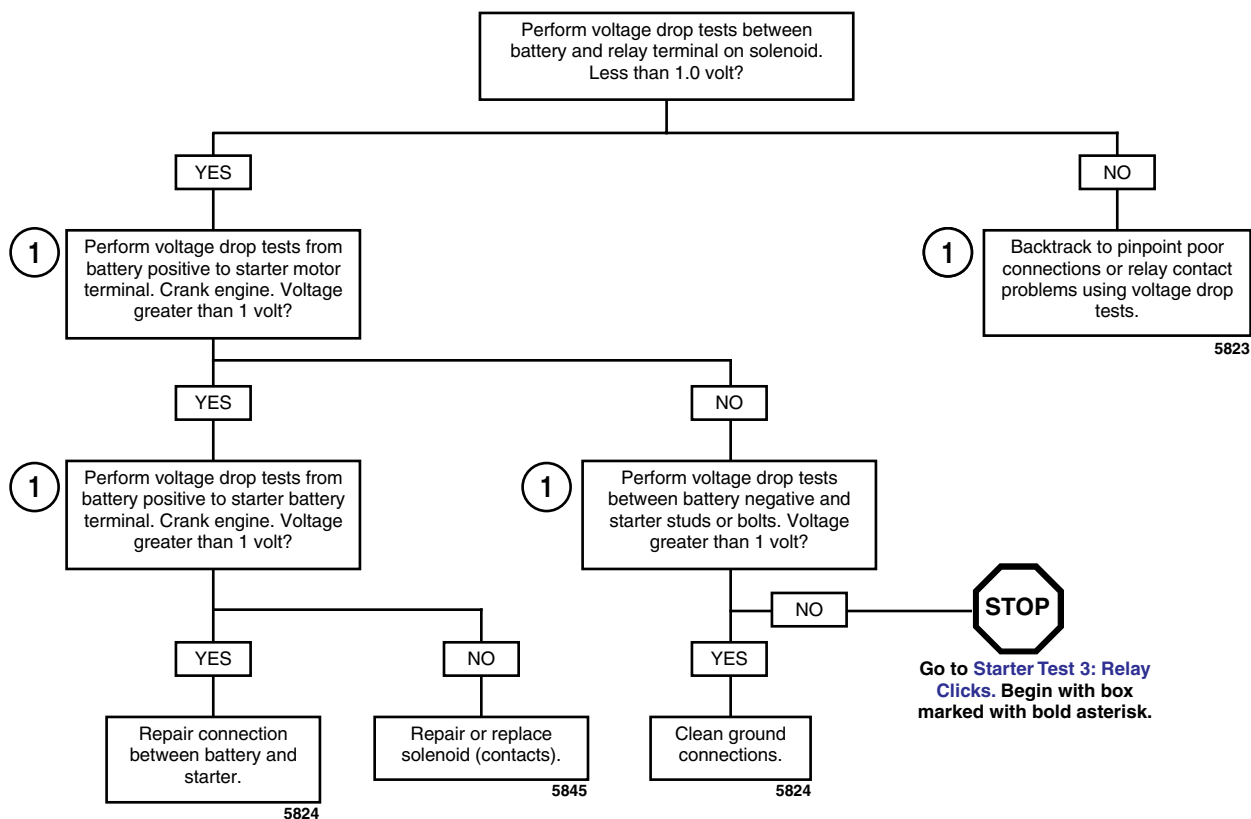 Perform voltage drop tests between
battery and relay terminal on solenoid.
Less than 1.0 volt?
YES
NO
1
Perform voltage drop tests from
battery positive to starter motor
terminal. Crank engine. Voltage
greater than 1 volt?
1
Backtrack to pinpoint poor
connections or relay contact
problems using voltage drop
tests.
5823
YES
NO
1
Perform voltage drop tests from
battery positive to starter battery
terminal. Crank engine. Voltage
greater than 1 volt?
1
Perform voltage drop tests
between battery negative and
starter studs or bolts. Voltage
greater than 1 volt?
NO
STOP
Go to Starter Test 3: Relay
Clicks. Begin with box
marked with bold asterisk.
YES
NO
YES
Repair connection
between battery and
starter.
5824
Repair or replace
solenoid (contacts).
5845
Clean ground
connections.
5824